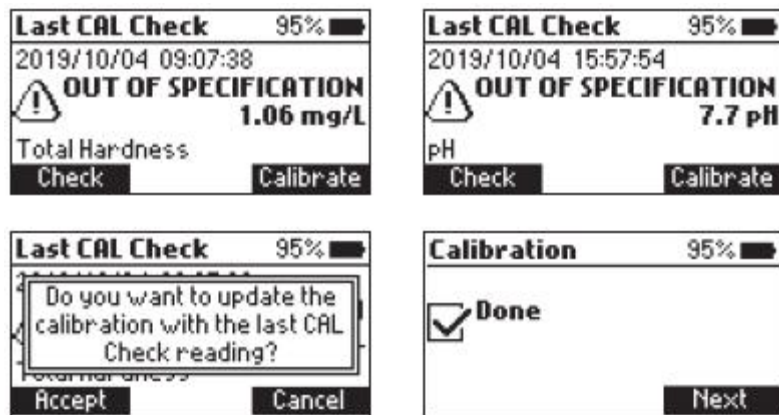 Last CAL Check 95%
2019/10/04 09:07:38
OUT OF SPECIFICATION
1.06 mg/L
Total Hardness
Check Calibrate
Last CAL Check 95%
2019/10/04 15:57:54
OUT OF SPECIFICATION
7.7 pH
pH
Check Calibrate
Last CAL Check 95%
Do you want to update the
calibration with the last CAL
Check reading?
Total Hardness
Accept Cancel
Calibration 95%
Done
Next